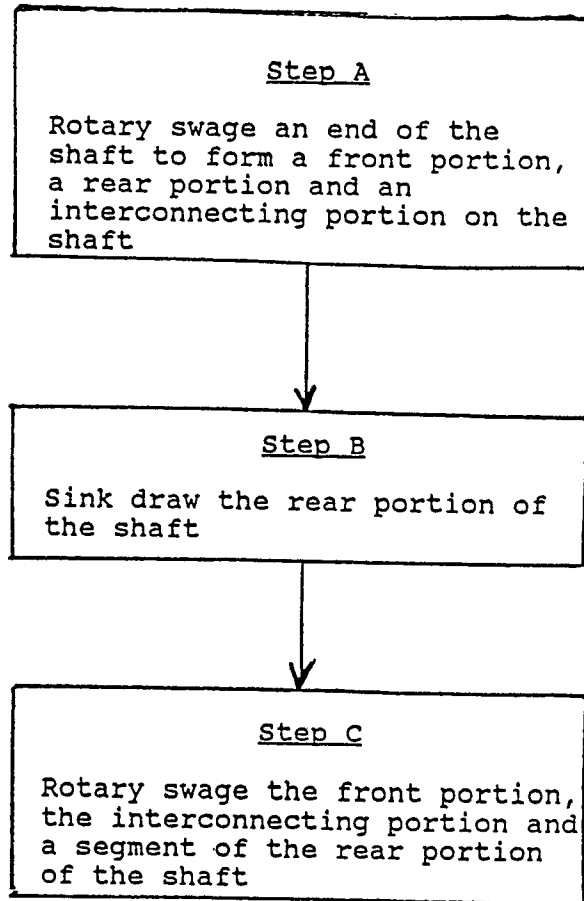 Step A
Rotary swage an end of the
shaft to form a front portion,
a rear portion and an
interconnecting portion on the
shaft
Step B
Sink draw the rear portion of
the shaft
Step C
Rotary swage the front portion,
the interconnecting portion and
a segment of the rear portion
of the shaft